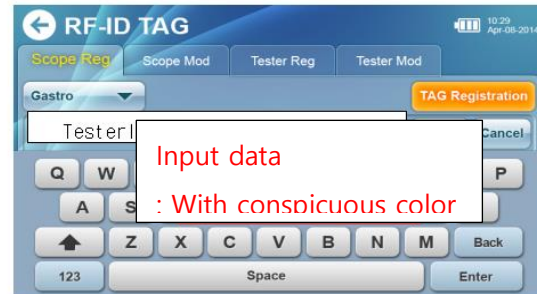 RF-ID TAG
10:29
Apr-08-2014
Scope Reg Scope Mod Tester Reg Tester Mod
Gastro TAG Registration
Tester Cancel
Input data
: With conspicuous color
Q W P
A S
Z X C V B N M Back
123 Space Enter